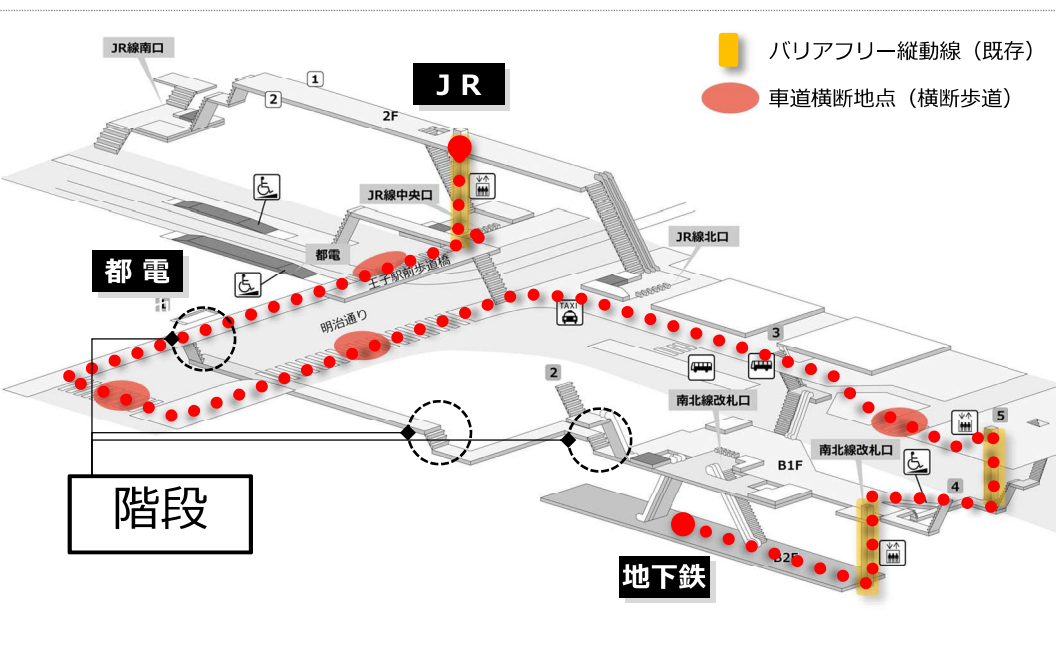 JR線南口
1
2
JR
2F
バリアフリー縦動線（既存）
車道横断地点（横断歩道）
JR線中央口
JR線北口
都電
都電
王子駅前歩道橋
明治通り
TAXI
3
2
南北線改札口
5
南北線改札口
B1F
4
階段
B2F
地下鉄